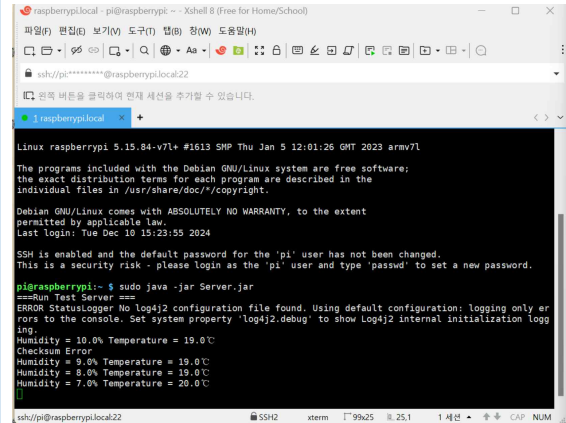 raspberrypi.local - pi@raspberrypi: ~ - Xshell 8 (Free for Home/School)
파일(F) 편집(E) 보기(V) 도구(T) 탭(B) 창(W) 도움말(H)
Aa
ssh://pi:*********@raspberrypi.local:22
왼쪽 버튼을 클릭하여 현재 세션을 추가할 수 있습니다.
1 raspberrypi.local × +
Linux raspberrypi 5.15.84-v7l+ #1613 SMP Thu Jan 5 12:01:26 GMT 2023 armv7l
The programs included with the Debian GNU/Linux system are free software;
the exact distribution terms for each program are described in the
individual files in /usr/share/doc/*/copyright.
Debian GNU/Linux comes with ABSOLUTELY NO WARRANTY, to the extent
permitted by applicable law.
Last login: Tue Dec 10 15:23:55 2024
SSH is enabled and the default password for the 'pi' user has not been changed.
This is a security risk - please login as the 'pi' user and type 'passwd' to set a new password.
pi@raspberrypi:~ $ sudo java -jar Server.jar
===Run Test Server ===
ERROR StatusLogger No log4j2 configuration file found. Using default configuration: logging only er
rors to the console. Set system property 'log4j2.debug' to show Log4j2 internal initialization logg
ing.
Humidity = 10.0% Temperature = 19.0℃
Checksum Error
Humidity = 9.0% Temperature = 19.0℃
Humidity = 8.0% Temperature = 19.0℃
Humidity = 7.0% Temperature = 20.0℃
ssh://pi@raspberrypi.local:22 SSH2 xterm 99x25 25,1 1 세션 CAP NUM